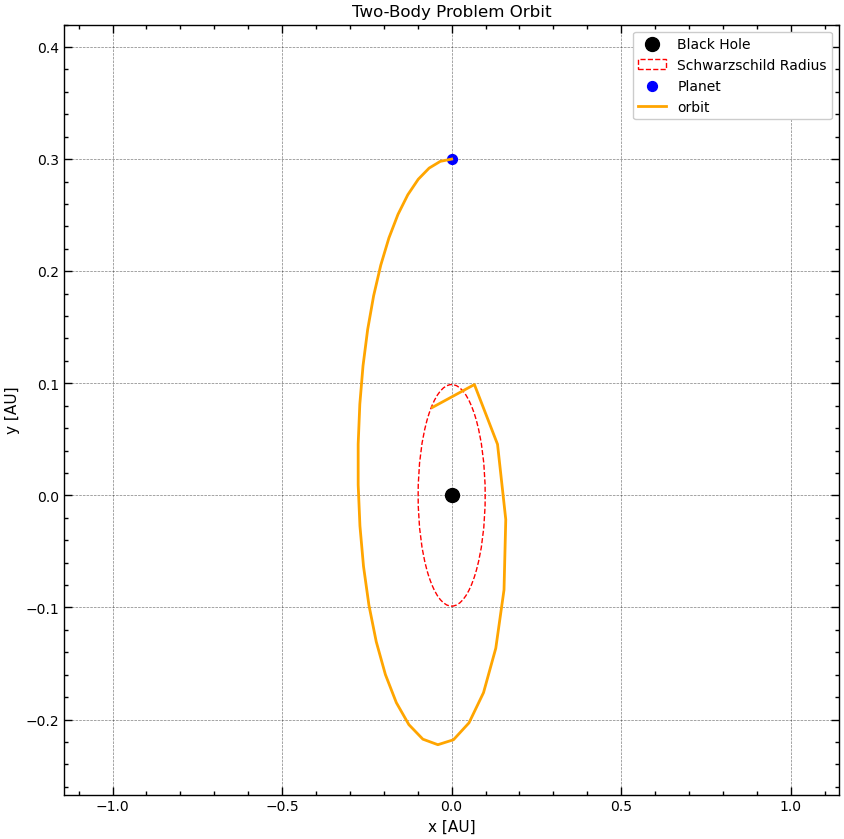 Two-Body Problem Orbit
Black Hole
Schwarzschild Radius
Planet
orbit
y [AU]
0.4
0.3
0.2
0.1
0.0
−0.1
−0.2
−1.0 −0.5 0.0 0.5 1.0
x [AU]